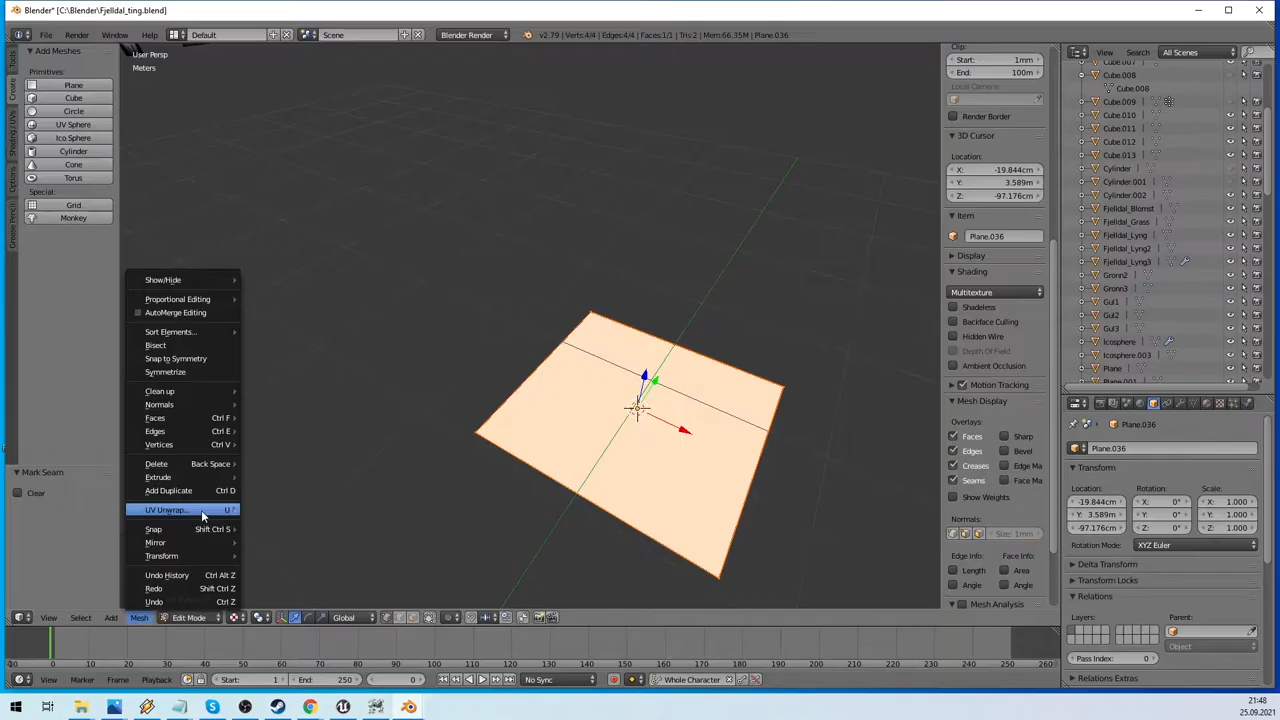 Blender* [C:\Blender\Fjelldal_ting.blend]
File Render Window Help Default Scene Blender Render v2.79 | Verts:4/4 | Edges:4/4 | Faces:1/1 | Tris:2 | Mem:66.35M | Plane.036
Add Meshes
Primitives:
Plane
Cube
Circle
UV Sphere
Ico Sphere
Cylinder
Cone
Torus
Special:
Grid
Monkey
Tools
Create
Shading / UVs
Options
Grease Pencil
Mark Seam
Clear
User Persp
Meters
Show/Hide
Proportional Editing
AutoMerge Editing
Sort Elements...
Bisect
Snap to Symmetry
Symmetrize
Clean up
Normals
Faces Ctrl F
Edges Ctrl E
Vertices Ctrl V
Delete Back Space
Extrude
Add Duplicate Ctrl D
UV Unwrap... U
Snap Shift Ctrl S
Mirror
Transform
Undo History Ctrl Alt Z
Redo Shift Ctrl Z
Undo Ctrl Z
View Select Add Mesh Edit Mode Global
Clip:
Start: 1mm
End: 100m
Local Camera:
Render Border
3D Cursor
Location:
X: -19.844cm
Y: 3.589m
Z: -97.176cm
Item
Plane.036
Display
Shading
Multitexture
Shadeless
Backface Culling
Hidden Wire
Depth Of Field
Ambient Occlusion
Motion Tracking
Mesh Display
Overlays:
Faces Sharp
Edges Bevel
Creases Edge Ma
Seams Face Ma
Show Weights
Normals:
Size: 1mm
Edge Info: Face Info:
Length Area
Angle Angle
Mesh Analysis
View Search All Scenes
Cube.007
Cube.008
Cube.008
Cube.009
Cube.010
Cube.011
Cube.012
Cube.013
Cylinder
Cylinder.001
Cylinder.002
Fjelldal_Blomst
Fjelldal_Grass
Fjelldal_Lyng
Fjelldal_Lyng2
Fjelldal_Lyng3
Gronn2
Gronn3
Gul1
Gul2
Gul3
Icosphere
Icosphere.003
Plane
Plane.001
Plane.036
Plane.036
Transform
Location: Rotation: Scale:
-19.844cm X: 0° X: 1.000
Y: 3.589m Y: 0° Y: 1.000
-97.176cm Z: 0° Z: 1.000
Rotation Mode: XYZ Euler
Delta Transform
Transform Locks
Relations
Layers: Parent:
Object
Pass Index: 0
Relations Extras
-10 0 10 20 30 40 50 60 70 80 90 100 110 120 130 140 150 160 170 180 190 200 210 220 230 240 250 260
View Marker Frame Playback Start: 1 End: 250 0 No Sync Whole Character
21:48
25.09.2021